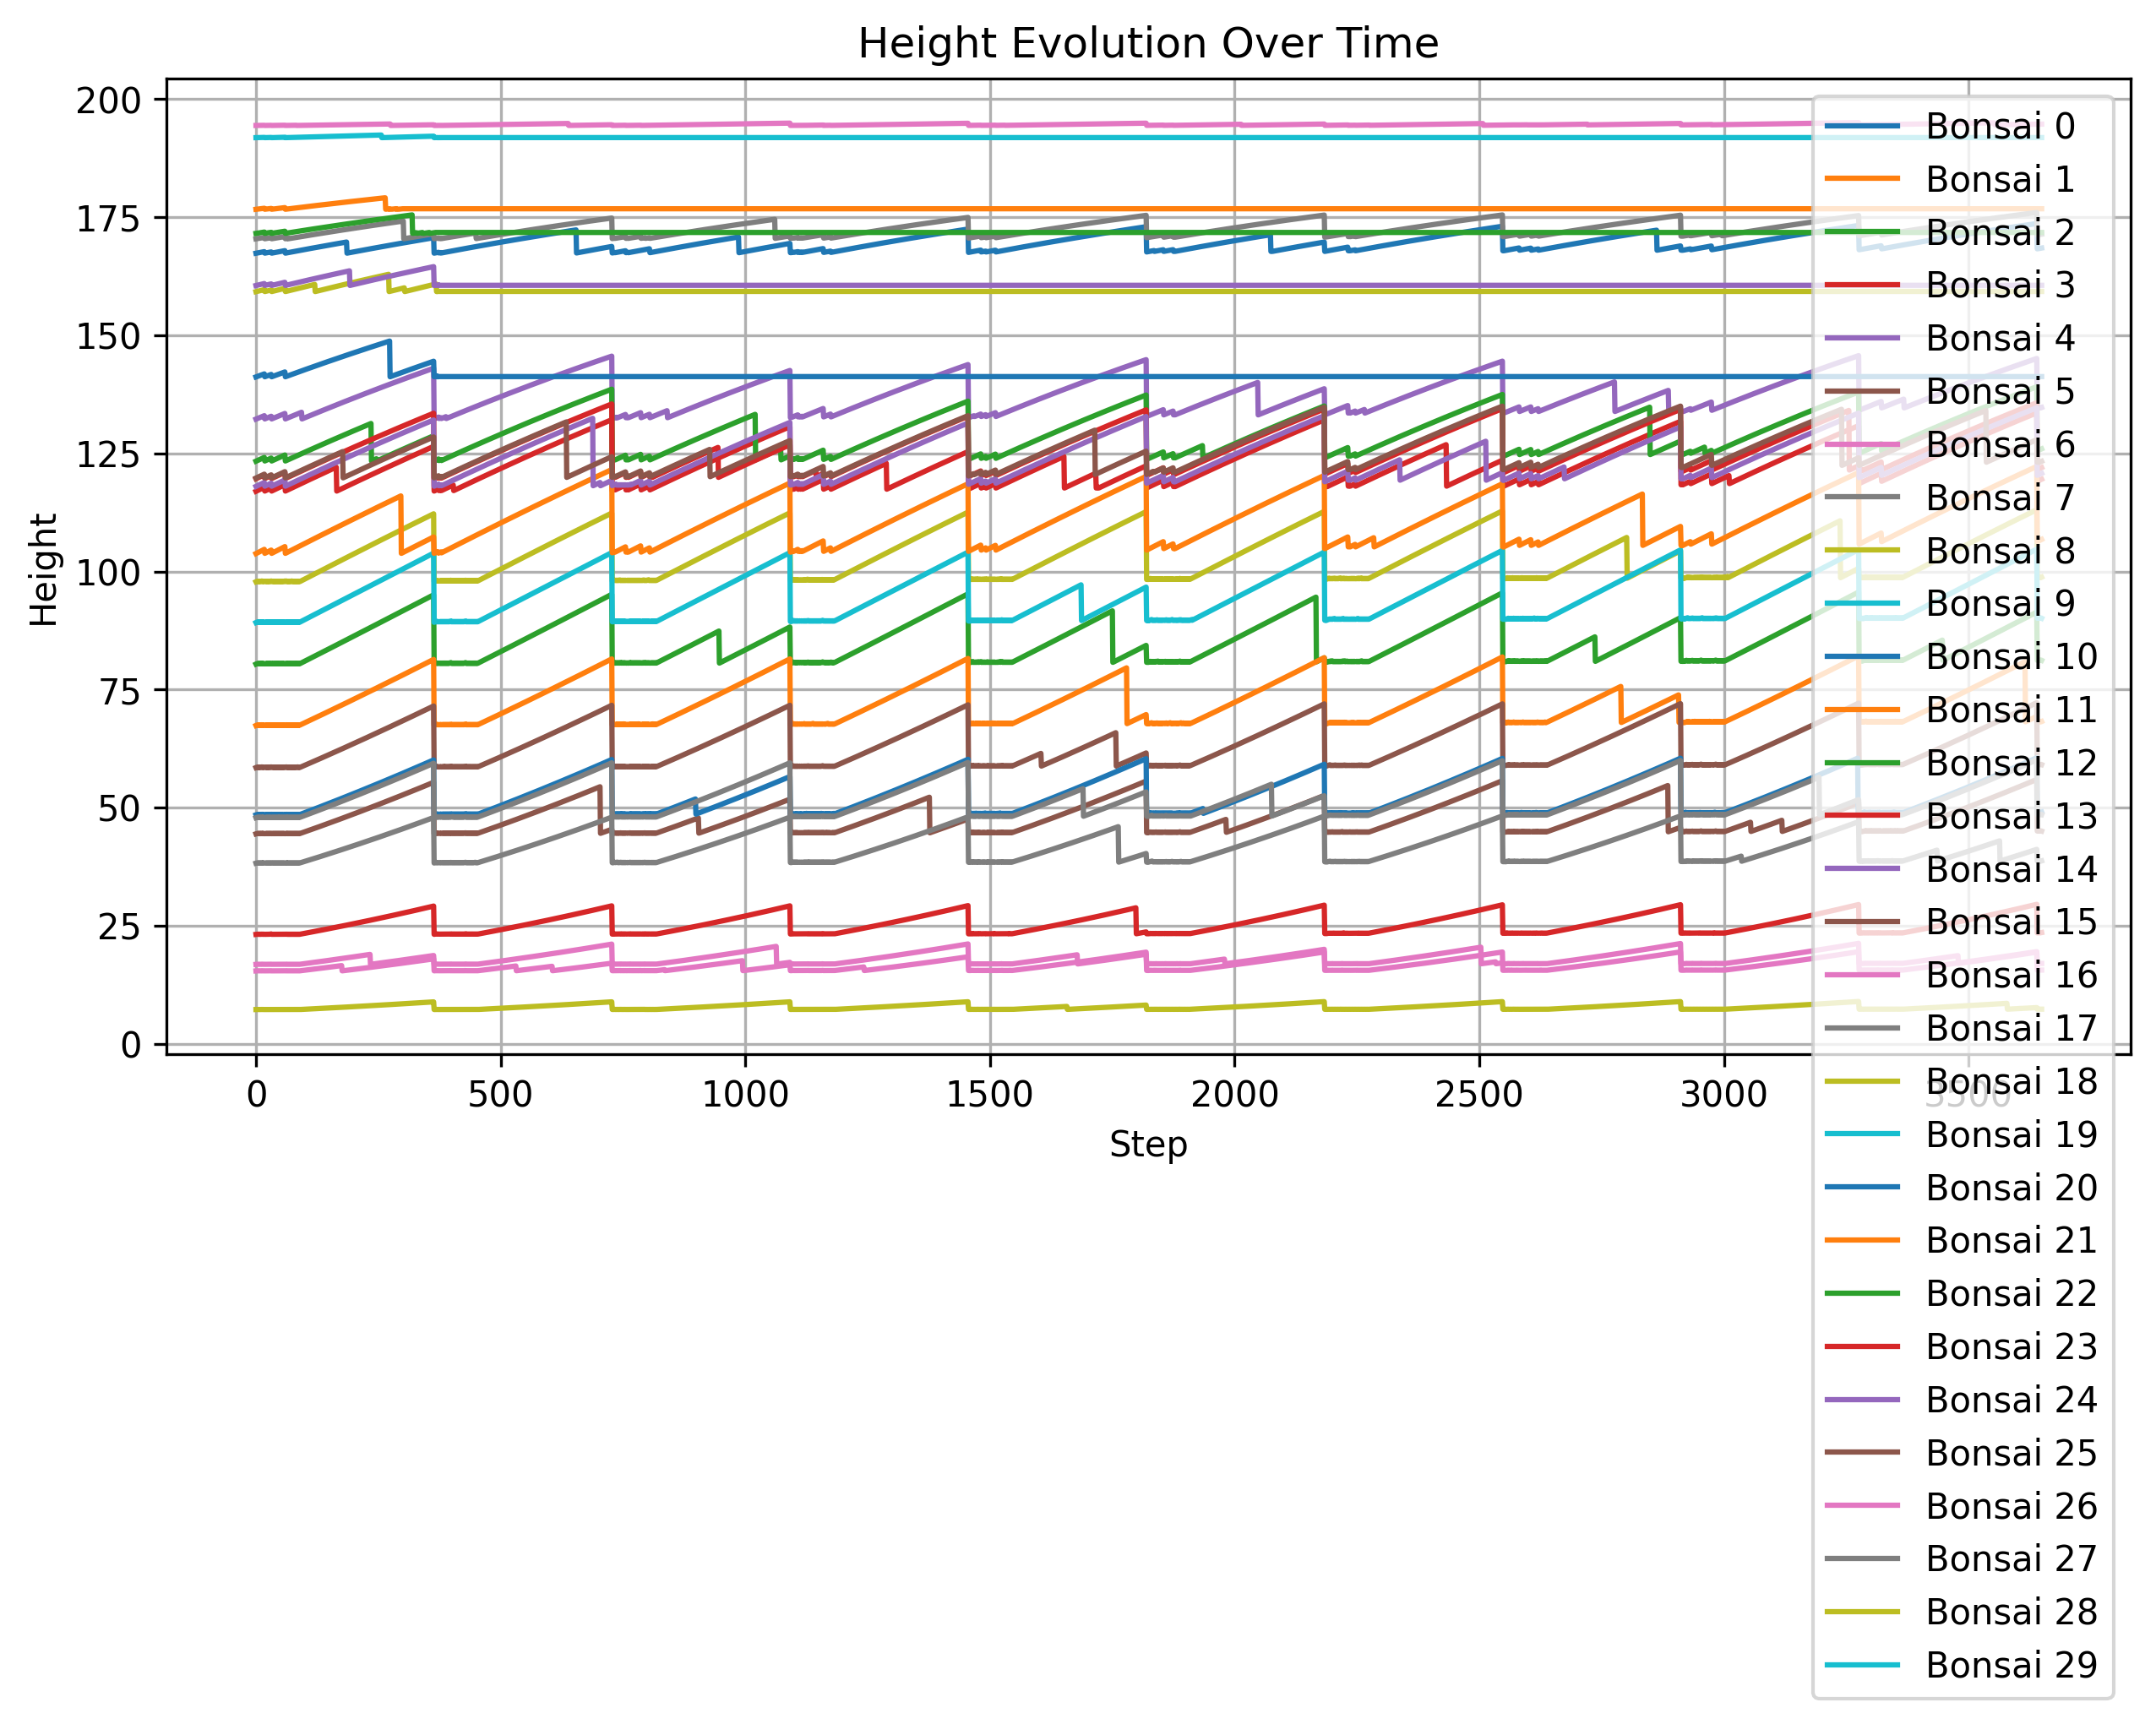 Height Evolution Over Time
200
175
150
125
100
75
50
25
0
Height
0
500
1000
1500
2000
2500
3000
3500
Step
Bonsai 0
Bonsai 1
Bonsai 2
Bonsai 3
Bonsai 4
Bonsai 5
Bonsai 6
Bonsai 7
Bonsai 8
Bonsai 9
Bonsai 10
Bonsai 11
Bonsai 12
Bonsai 13
Bonsai 14
Bonsai 15
Bonsai 16
Bonsai 17
Bonsai 18
Bonsai 19
Bonsai 20
Bonsai 21
Bonsai 22
Bonsai 23
Bonsai 24
Bonsai 25
Bonsai 26
Bonsai 27
Bonsai 28
Bonsai 29